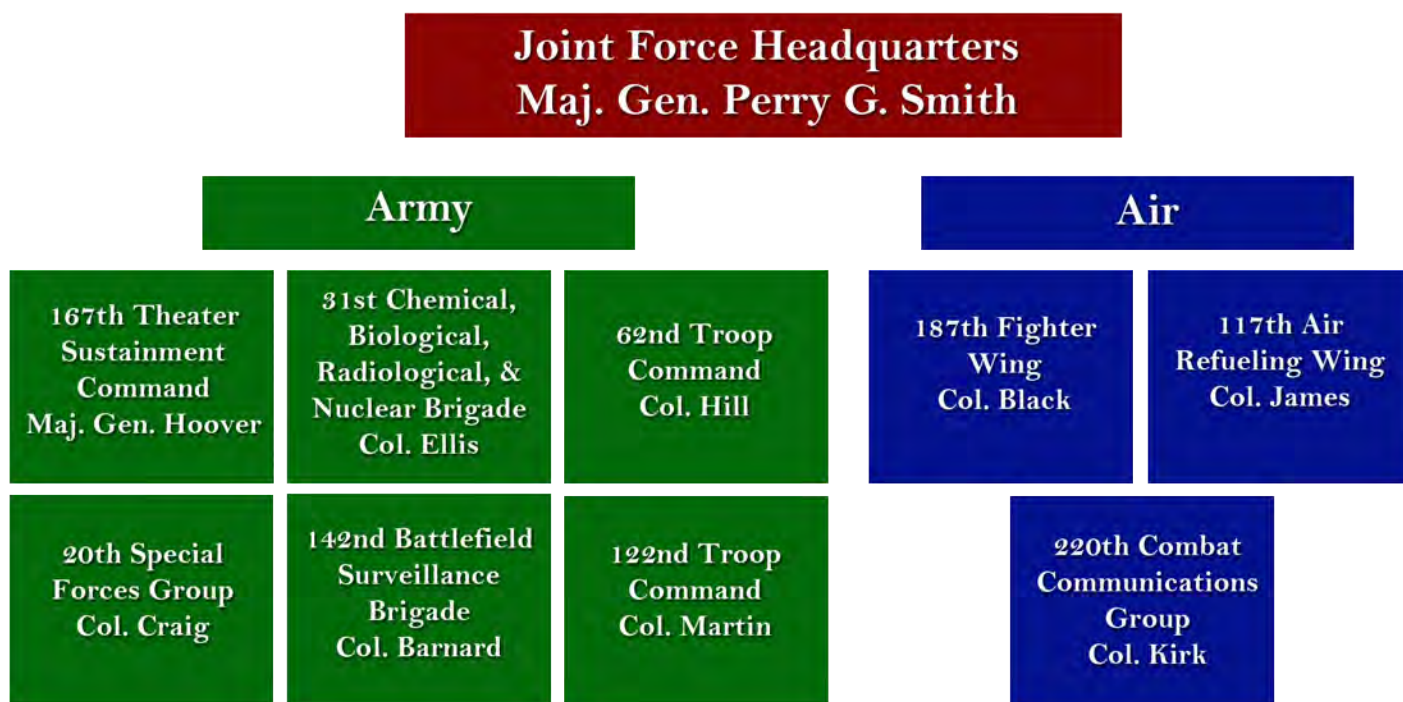 Joint Force Headquarters
Maj. Gen. Perry G. Smith
Army
Air
167th Theater
Sustainment
Command
Maj. Gen. Hoover
31st Chemical,
Biological,
Radiological, &
Nuclear Brigade
Col. Ellis
62nd Troop
Command
Col. Hill
187th Fighter
Wing
Col. Black
117th Air
Refueling Wing
Col. James
20th Special
Forces Group
Col. Craig
142nd Battlefield
Surveillance
Brigade
Col. Barnard
122nd Troop
Command
Col. Martin
220th Combat
Communications
Group
Col. Kirk